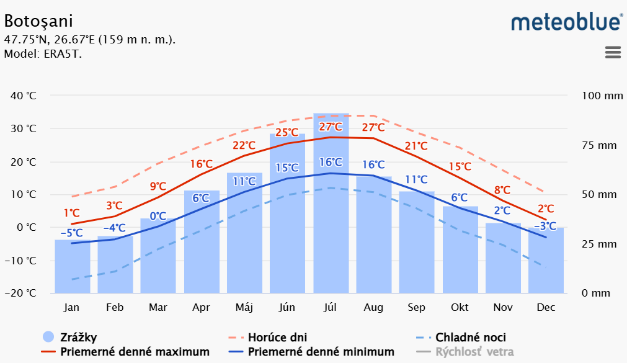 Botoşani
meteoblue®
47.75°N, 26.67°E (159 m n. m.).
Model: ERA5T.
40 °C
100 mm
30 °C
75 mm
20 °C
10 °C
50 mm
0 °C
25 mm
−10 °C
−20 °C
0 mm
1°C 3°C 9°C 16°C 22°C 25°C 27°C 27°C 21°C 15°C 8°C 2°C
−5°C −4°C 0°C 6°C 11°C 15°C 16°C 16°C 11°C 6°C 2°C −3°C
Jan Feb Mar Apr Máj Jún Júl Aug Sep Okt Nov Dec
Zrážky Horúce dni Chladné noci
Priemerné denné maximum Priemerné denné minimum Rýchlosť vetra